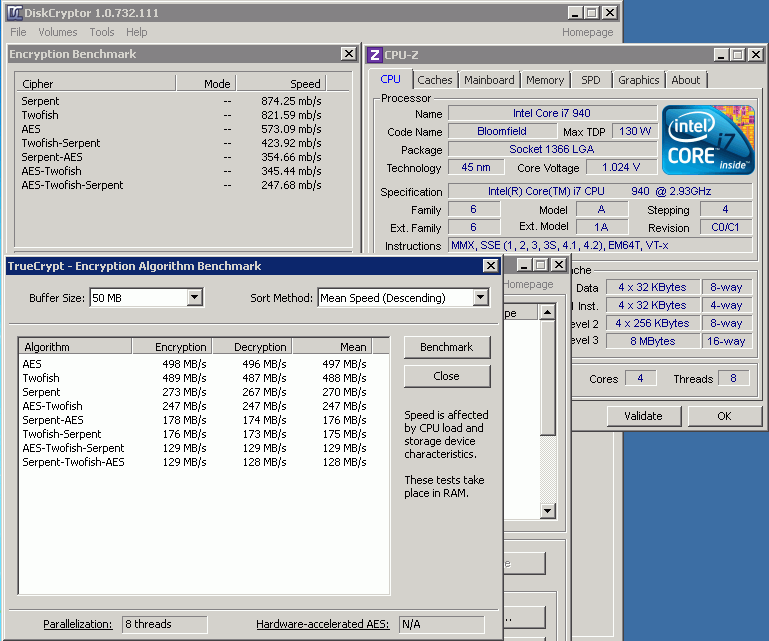 DiskCryptor 1.0.732.111
File Volumes Tools Help Homepage
Encryption Benchmark
Cipher Mode Speed
Serpent -- 874.25 mb/s
Twofish -- 821.59 mb/s
AES -- 573.09 mb/s
Twofish-Serpent -- 423.92 mb/s
Serpent-AES -- 354.66 mb/s
AES-Twofish -- 345.44 mb/s
AES-Twofish-Serpent -- 247.68 mb/s
CPU-Z
CPU Caches Mainboard Memory SPD Graphics About
Processor
Name Intel Core i7 940
Code Name Bloomfield Max TDP 130 W
Package Socket 1366 LGA
Technology 45 nm Core Voltage 1.024 V
intel CORE i7 inside™
Specification Intel(R) Core(TM) i7 CPU 940 @ 2.93GHz
Family 6 Model A Stepping 4
Ext. Family 6 Ext. Model 1A Revision C0/C1
Instructions MMX, SSE (1, 2, 3, 3S, 4.1, 4.2), EM64T, VT-x
che
Data 4 x 32 KBytes 8-way
Inst. 4 x 32 KBytes 4-way
evel 2 4 x 256 KBytes 8-way
evel 3 8 MBytes 16-way
Cores 4 Threads 8
Validate OK
Homepage
pe
TrueCrypt - Encryption Algorithm Benchmark
Buffer Size: 50 MB Sort Method: Mean Speed (Descending)
Algorithm Encryption Decryption Mean
AES 498 MB/s 496 MB/s 497 MB/s
Twofish 489 MB/s 487 MB/s 488 MB/s
Serpent 273 MB/s 267 MB/s 270 MB/s
AES-Twofish 247 MB/s 247 MB/s 247 MB/s
Serpent-AES 178 MB/s 174 MB/s 176 MB/s
Twofish-Serpent 176 MB/s 173 MB/s 175 MB/s
AES-Twofish-Serpent 129 MB/s 129 MB/s 129 MB/s
Serpent-Twofish-AES 129 MB/s 128 MB/s 128 MB/s
Benchmark
Close
Speed is affected
by CPU load and
storage device
characteristics.
These tests take
place in RAM.
e
...
Parallelization: 8 threads Hardware-accelerated AES: N/A